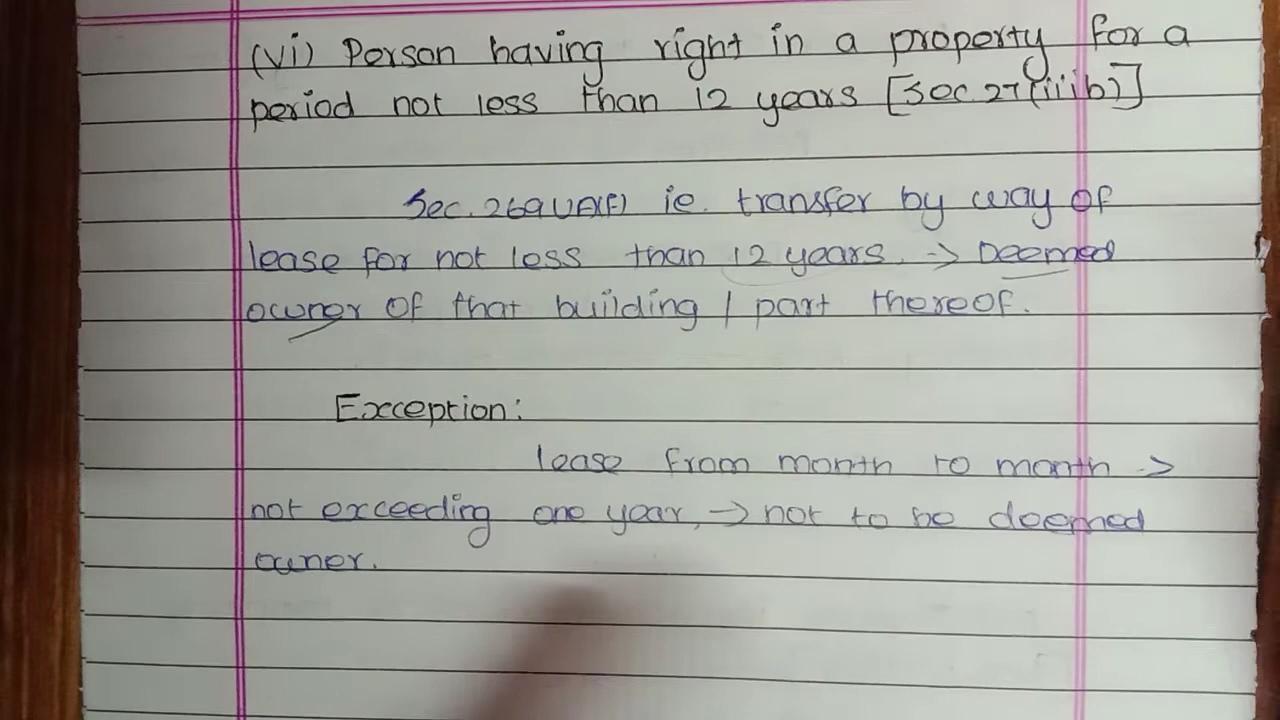 (vi) Person having right in a property for a
period not less than 12 years [Sec.27(iiib)]
Sec.269UA(F) ie. transfer by way of
lease for not less than 12 years. -> Deemed
owner of that building / part thereof.
Exception:
lease from month to month ->
not exceeding one year, -> not to be deemed
owner.